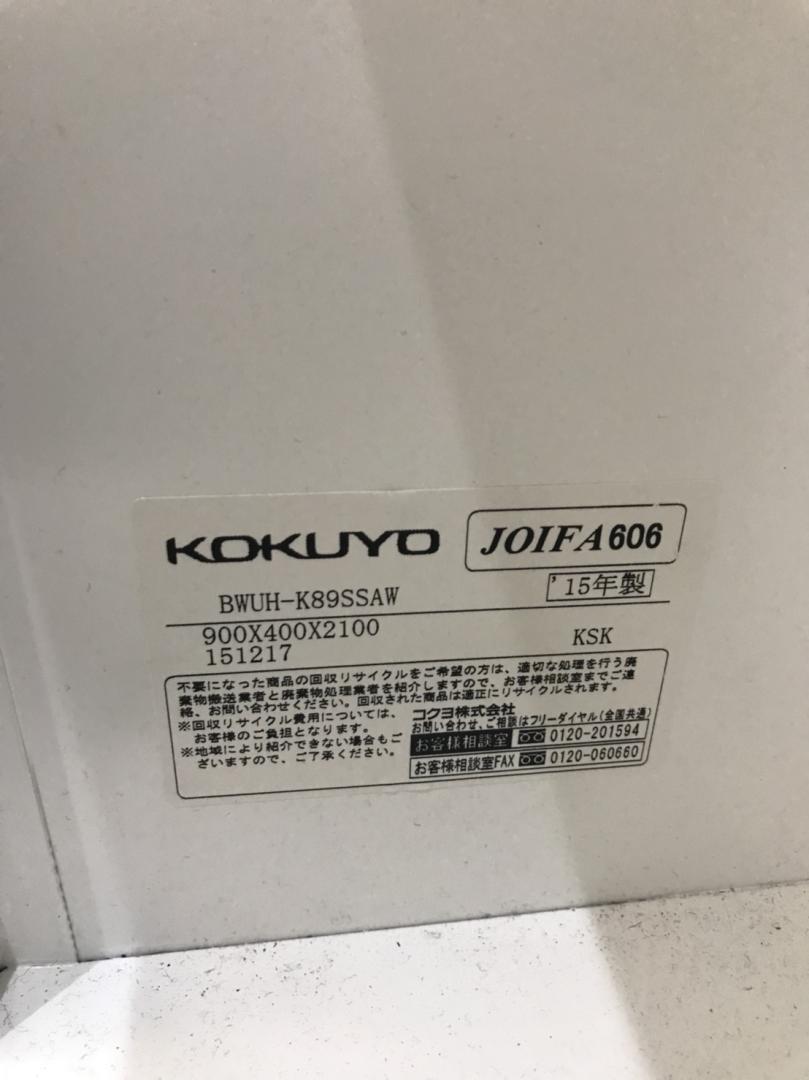 KOKUYO
JOIFA606
BWUH-K89SSAW
'15年製
900X400X2100
151217
KSK
不要になった商品の回収リサイクルをご希望の方は、適切な処理を行う廃
棄物搬送業者と廃棄物処理業者を紹介しますので、お客様相談室までご連
絡、お問い合わせください。回収された商品は適正にリサイクルされます。
※回収リサイクル費用については、
お客様のご負担となります。
※地域により紹介できない場合もご
ざいますので、ご了承ください。
コクヨ株式会社
お問い合わせ、ご相談はフリーダイヤル(全国共通)
お客様相談室 0120-201594
お客様相談室FAX 0120-060660